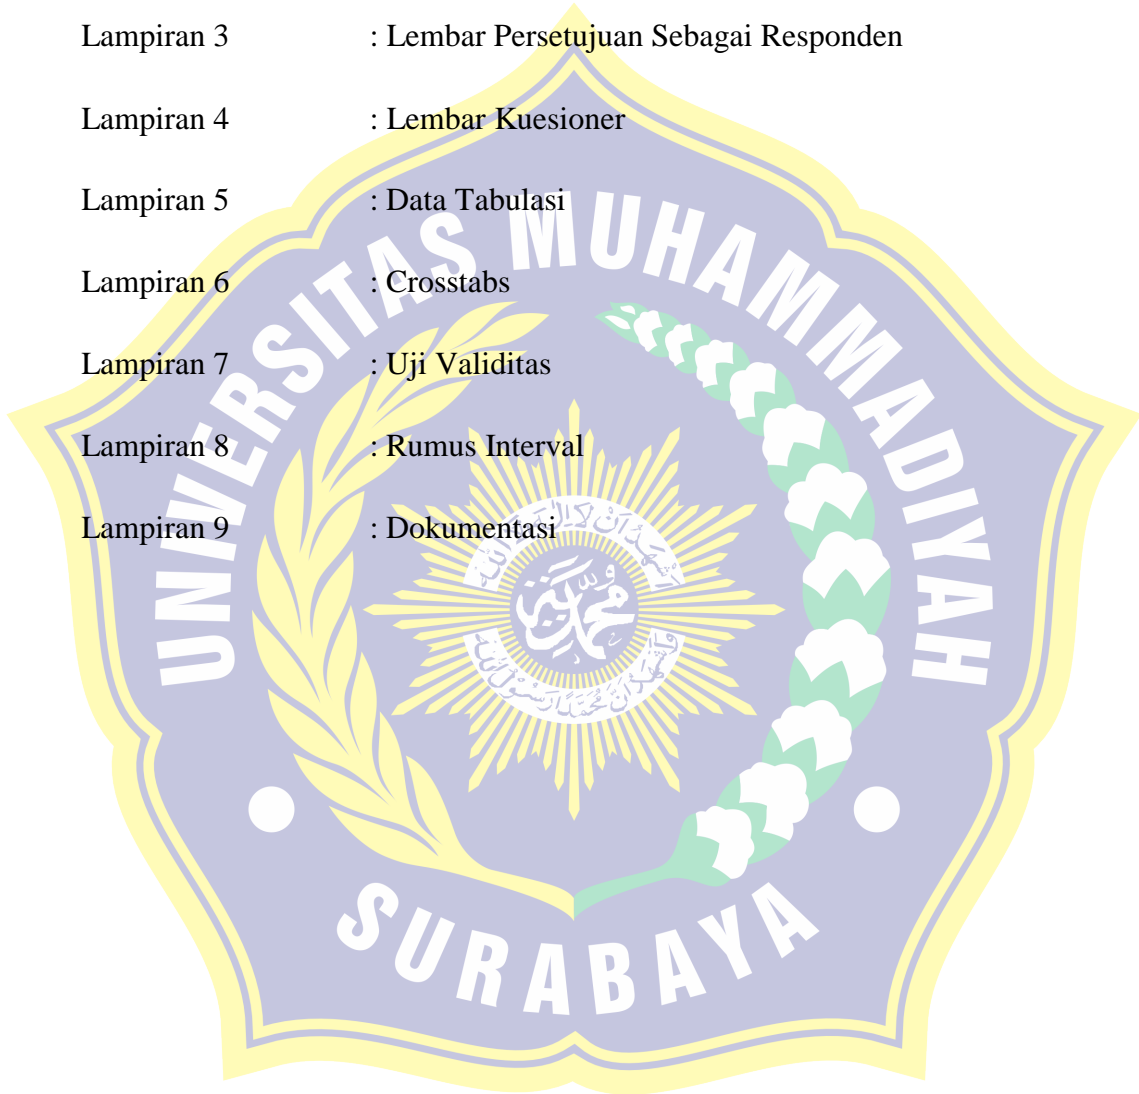 Lampiran 3 : Lembar Persetujuan Sebagai Responden
Lampiran 4 : Lembar Kuesioner
Lampiran 5 : Data Tabulasi
Lampiran 6 : Crosstabs
Lampiran 7 : Uji Validitas
Lampiran 8 : Rumus Interval
Lampiran 9 : Dokumentasi
UNIVERSITAS MUHAMMADIYAH
SURABAYA
محمد